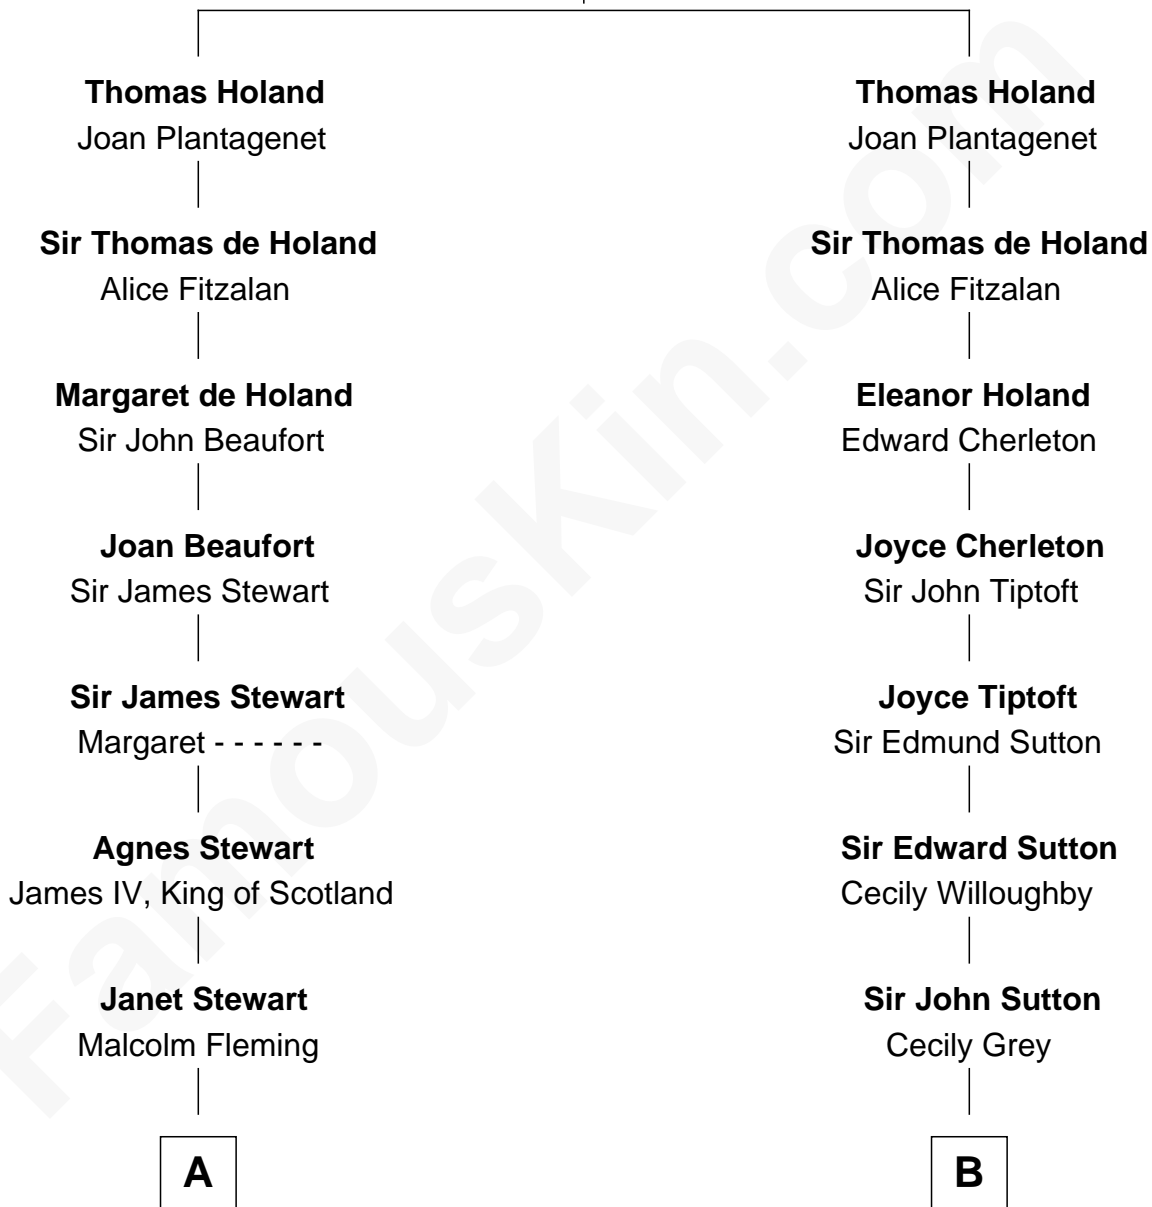 Thomas Holand
Joan Plantagenet
Sir Thomas de Holand
Alice Fitzalan
Margaret de Holand
Sir John Beaufort
Joan Beaufort
Sir James Stewart
Sir James Stewart
Margaret - - - - - -
Agnes Stewart
James IV, King of Scotland
Janet Stewart
Malcolm Fleming
A
Thomas Holand
Joan Plantagenet
Sir Thomas de Holand
Alice Fitzalan
Eleanor Holand
Edward Cherleton
Joyce Cherleton
Sir John Tiptoft
Joyce Tiptoft
Sir Edmund Sutton
Sir Edward Sutton
Cecily Willoughby
Sir John Sutton
Cecily Grey
B
FamousKin.com